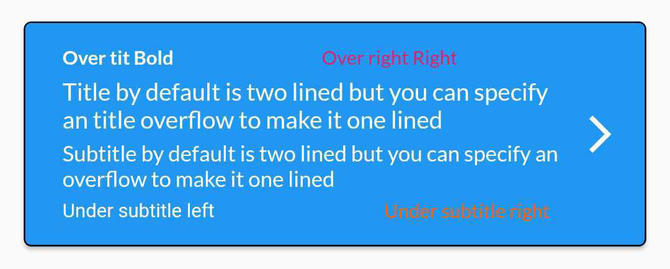 Over tit Bold Over right Right
Title by default is two lined but you can specify
an title overflow to make it one lined
Subtitle by default is two lined but you can specify an
overflow to make it one lined
Under subtitle left Under subtitle right